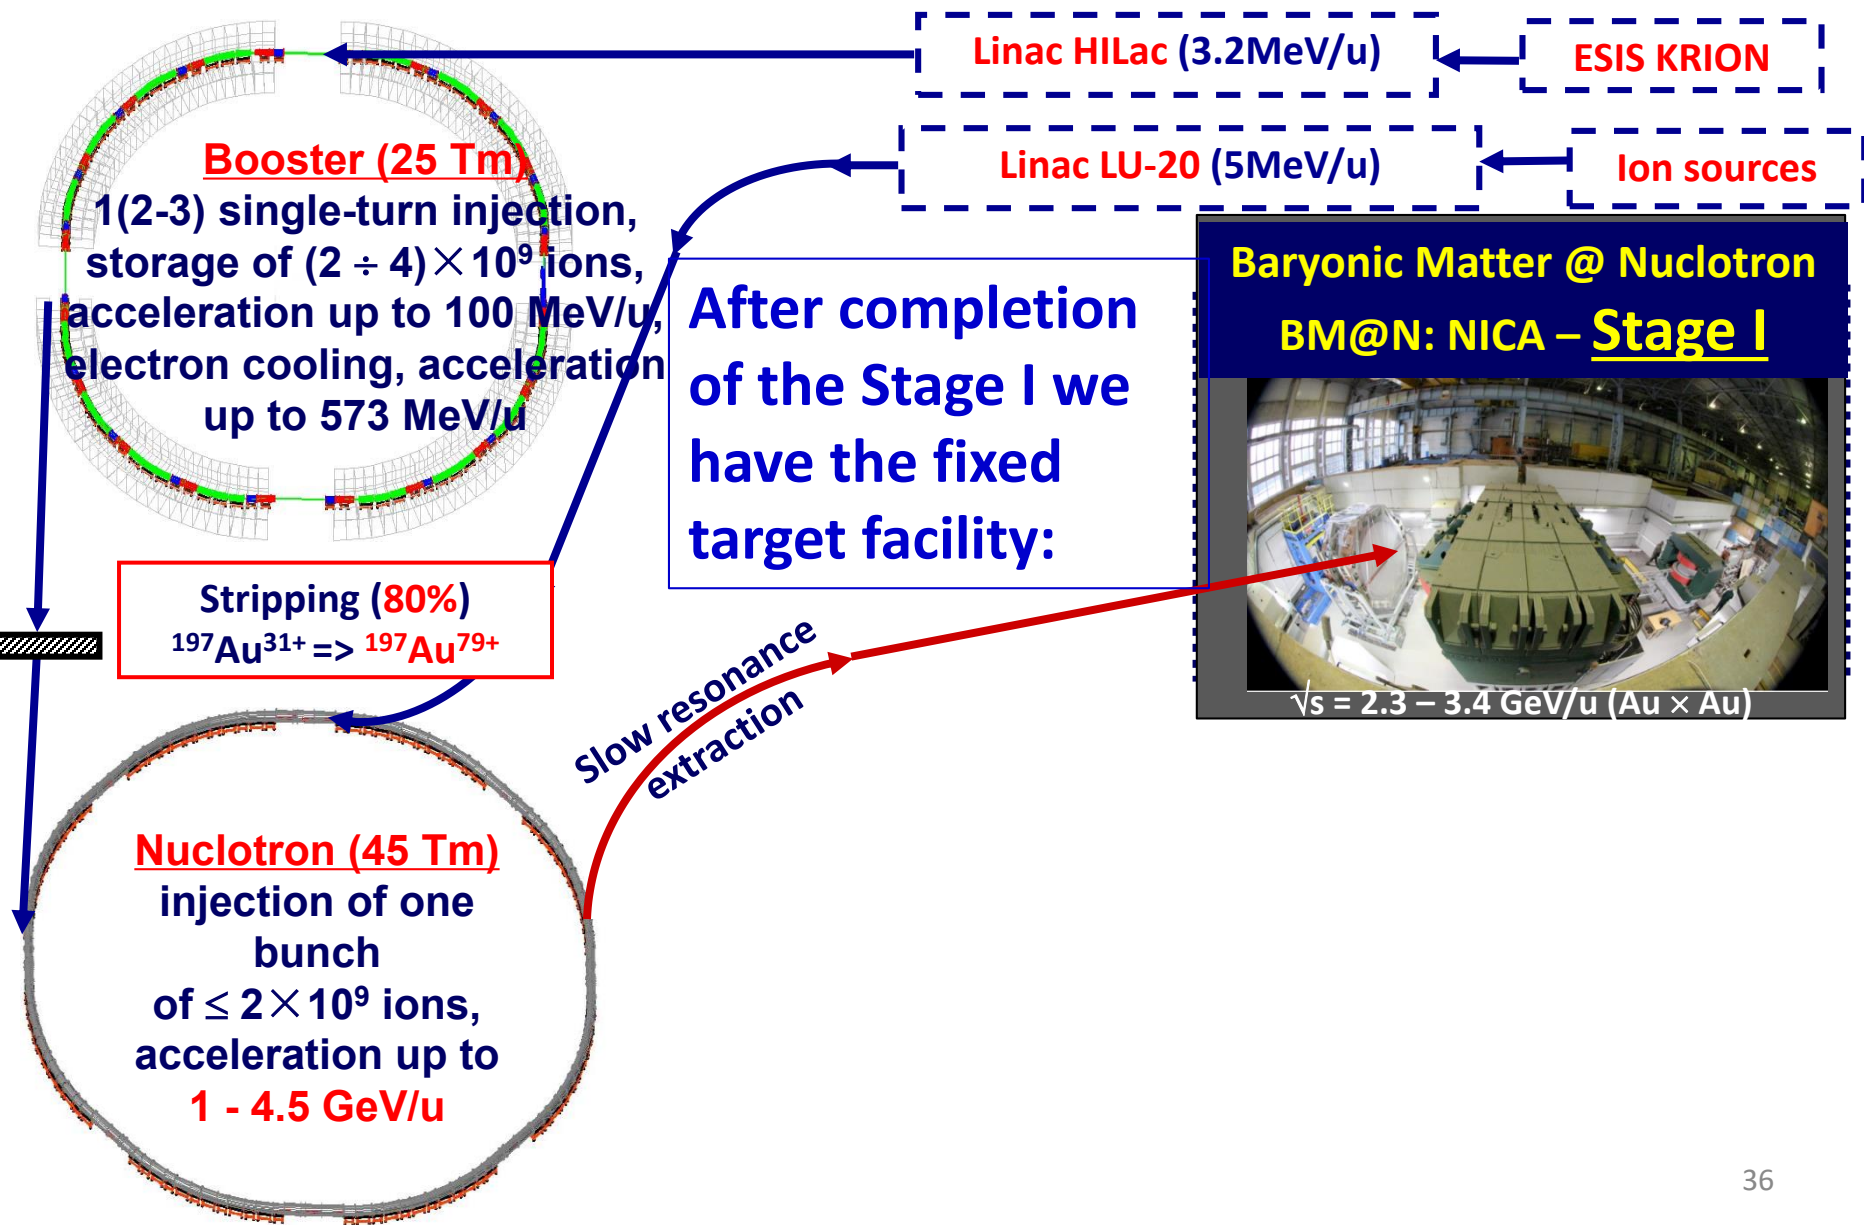 Linac HILac (3.2MeV/u)
ESIS KRION
Linac LU-20 (5MeV/u)
Ion sources
Booster (25 Tm)
1(2-3) single-turn injection,
storage of (2 ÷ 4)×10⁹ ions,
acceleration up to 100 MeV/u,
electron cooling, acceleration
up to 573 MeV/u
After completion
of the Stage I we
have the fixed
target facility:
Baryonic Matter @ Nuclotron
BM@N: NICA – Stage I
√s = 2.3 – 3.4 GeV/u (Au × Au)
Stripping (80%)
¹⁹⁷Au³¹⁺ => ¹⁹⁷Au⁷⁹⁺
Slow resonance
extraction
Nuclotron (45 Tm)
injection of one
bunch
of ≤ 2×10⁹ ions,
acceleration up to
1 - 4.5 GeV/u
36